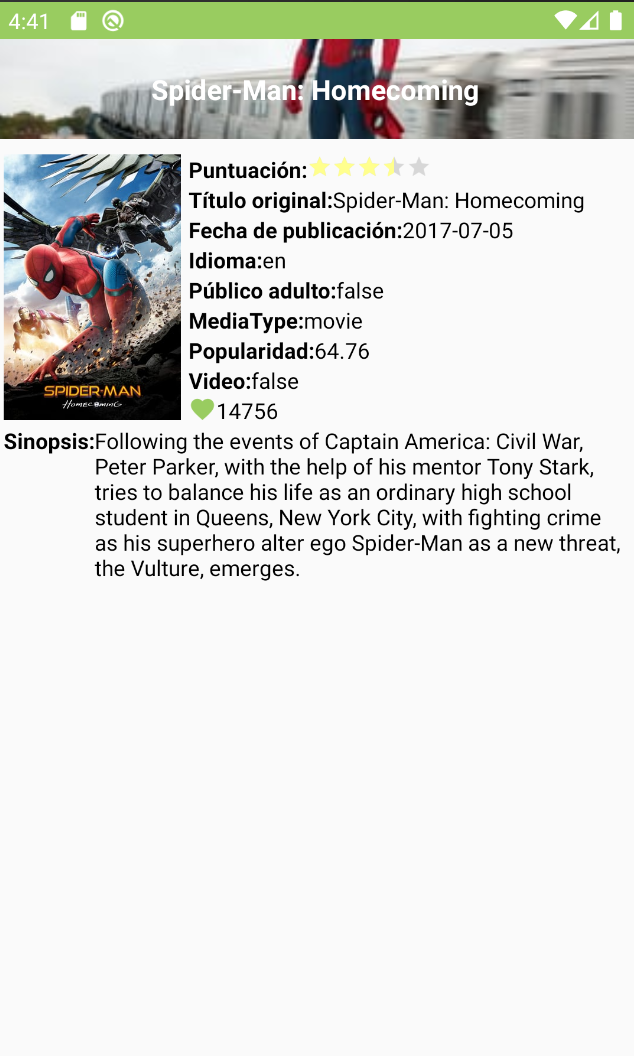 4:41
Spider-Man: Homecoming
Puntuación:
Título original:Spider-Man: Homecoming
Fecha de publicación:2017-07-05
Idioma:en
Público adulto:false
MediaType:movie
Popularidad:64.76
Video:false
14756
SPIDER-MAN
HOMECOMING
Sinopsis:Following the events of Captain America: Civil War,
Peter Parker, with the help of his mentor Tony Stark,
tries to balance his life as an ordinary high school
student in Queens, New York City, with fighting crime
as his superhero alter ego Spider-Man as a new threat,
the Vulture, emerges.